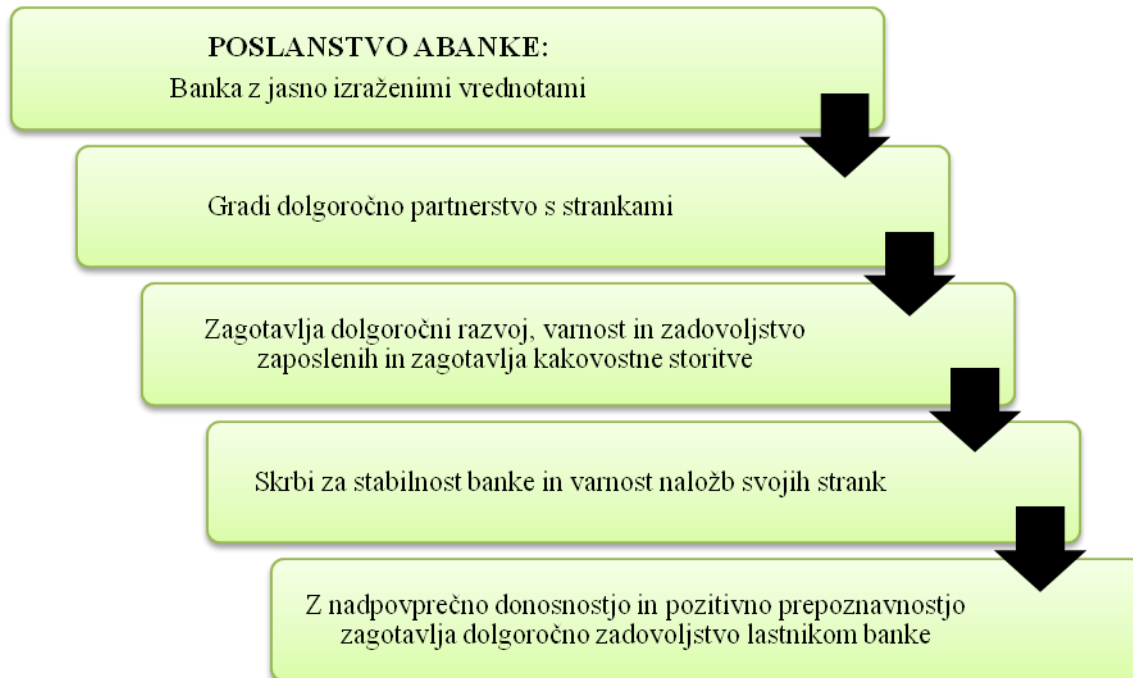 POSLANSTVO ABANKE:
Banka z jasno izraženimi vrednotami
Gradi dolgoročno partnerstvo s strankami
Zagotavlja dolgoročni razvoj, varnost in zadovoljstvo
zaposlenih in zagotavlja kakovostne storitve
Skrbi za stabilnost banke in varnost naložb svojih strank
Z nadpovprečno donosnostjo in pozitivno prepoznavnostjo
zagotavlja dolgoročno zadovoljstvo lastnikom banke